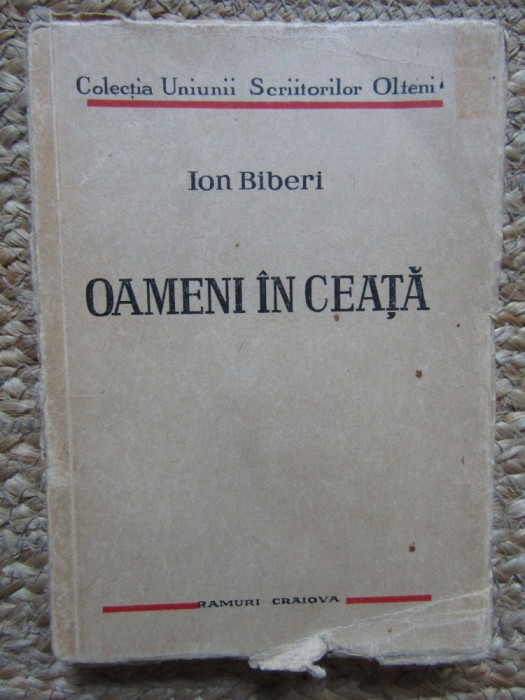 Colecția Uniunii Scriitorilor Olteni
Ion Biberi
OAMENI ÎN CEAȚĂ
RAMURI CRAIOVA